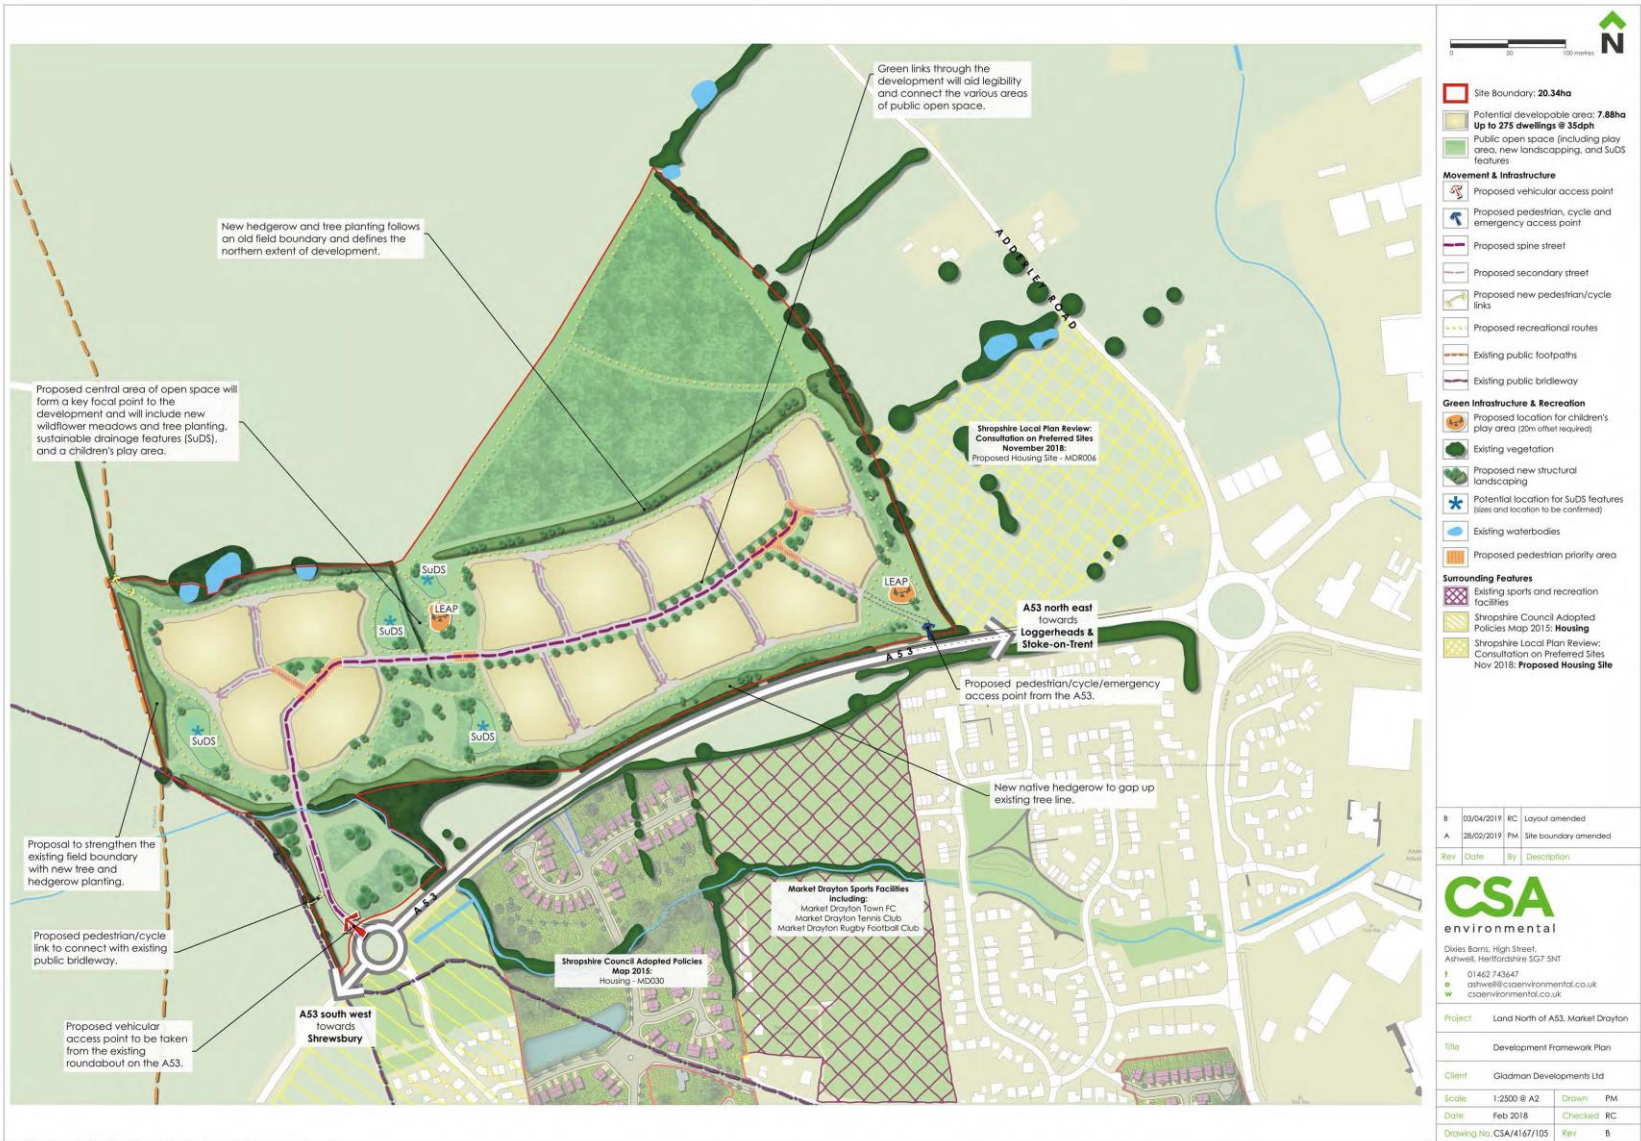 Green links through the
development will aid legibility
and connect the various areas
of public open space.
New hedgerow and tree planting follows
an old field boundary and defines the
northern extent of development.
ADDERLEY ROAD
Proposed central area of open space will
form a key focal point to the
development and will include new
wildflower meadows and tree planting,
sustainable drainage features (SuDS),
and a children's play area.
Shropshire Local Plan Review:
Consultation on Preferred Sites
November 2018:
Proposed Housing Site - MDR006
SuDS
LEAP
SuDS
LEAP
SuDS
SuDS
A53 north east
towards
Loggerheads &
Stoke-on-Trent
A53
Proposed pedestrian/cycle/emergency
access point from the A53.
New native hedgerow to gap up
existing tree line.
Proposal to strengthen the
existing field boundary
with new tree and
hedgerow planting.
A53
Market Drayton Sports Facilities
including:
Market Drayton Town FC
Market Drayton Tennis Club
Market Drayton Rugby Football Club
Proposed pedestrian/cycle
link to connect with existing
public bridleway.
Shropshire Council Adopted Policies
Map 2015:
Housing - MD030
A53 south west
towards
Shrewsbury
Proposed vehicular
access point to be taken
from the existing
roundabout on the A53.
N
0 50 100 metres
Site Boundary: 20.34ha
Potential developable area: 7.88ha
Up to 275 dwellings @ 35dph
Public open space (including play
area, new landscapping, and SuDS
features
Movement & Infrastructure
Proposed vehicular access point
Proposed pedestrian, cycle and
emergency access point
Proposed spine street
Proposed secondary street
Proposed new pedestrian/cycle
links
Proposed recreational routes
Existing public footpaths
Existing public bridleway
Green Infrastructure & Recreation
Proposed location for children's
play area (20m offset required)
Existing vegetation
Proposed new structural
landscaping
Potential location for SuDS features
(sizes and location to be confirmed)
Existing waterbodies
Proposed pedestrian priority area
Surrounding Features
Existing sports and recreation
facilities
Shropshire Council Adopted
Policies Map 2015: Housing
Shropshire Local Plan Review:
Consultation on Preferred Sites
Nov 2018: Proposed Housing Site
B 03/04/2019 RC Layout amended
A 28/02/2019 PM Site boundary amended
Rev Date By Description
CSA
environmental
Dixies Barns, High Street,
Ashwell, Hertfordshire SG7 5NT
t 01462 743647
e ashwell@csaenvironmental.co.uk
w csaenvironmental.co.uk
Project Land North of A53, Market Drayton
Title Development Framework Plan
Client Gladman Developments Ltd
Scale 1:2500 @ A2 Drawn PM
Date Feb 2018 Checked RC
Drawing No. CSA/4167/105 Rev B